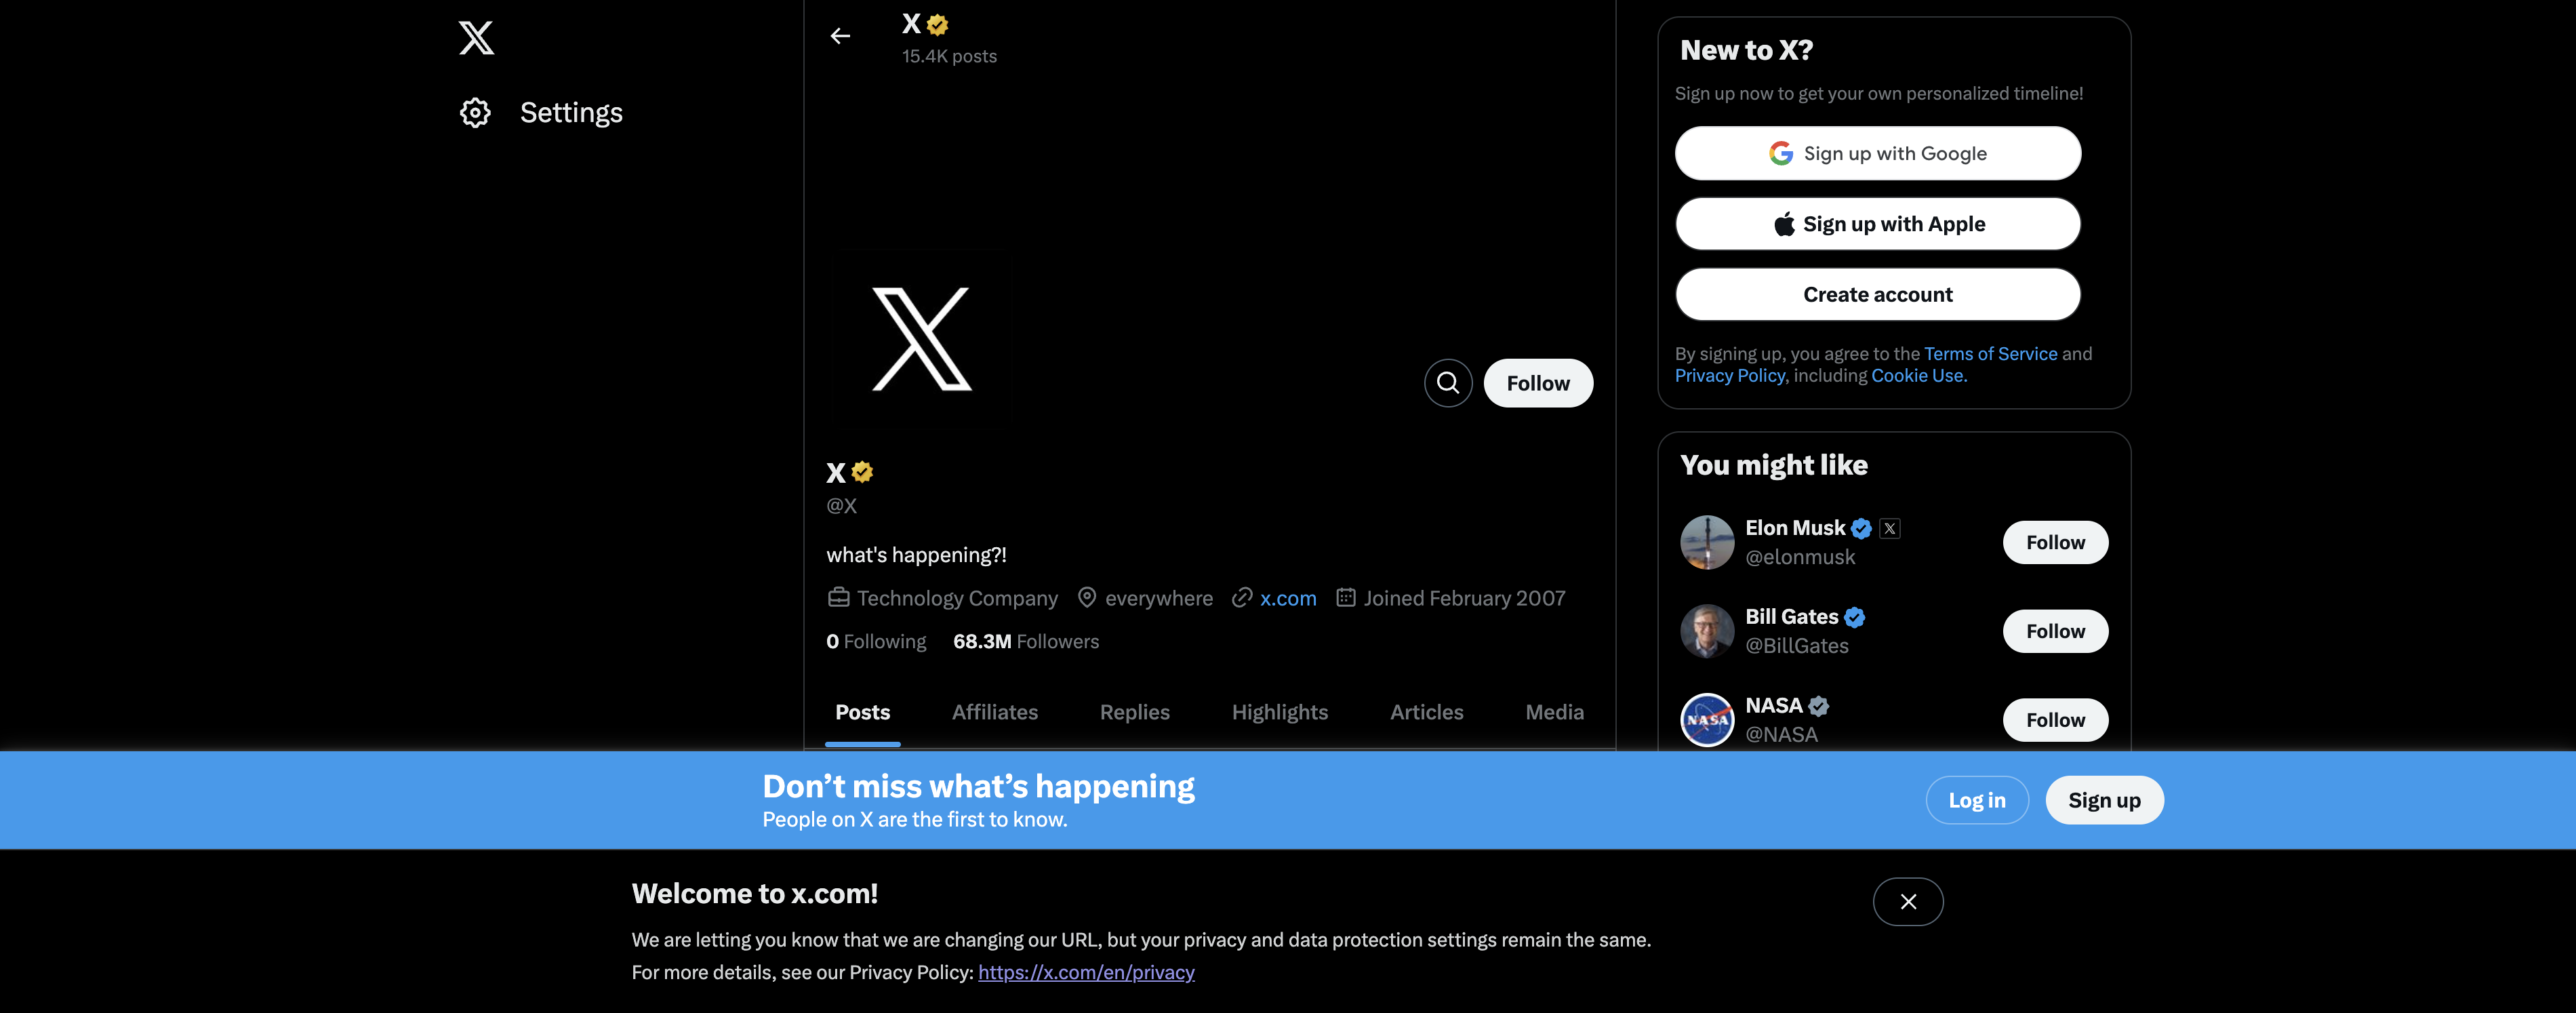 Settings
X
15.4K posts
Follow
X
@X
what's happening?!
Technology Company everywhere x.com Joined February 2007
0 Following 68.3M Followers
Posts Affiliates Replies Highlights Articles Media
New to X?
Sign up now to get your own personalized timeline!
Sign up with Google
Sign up with Apple
Create account
By signing up, you agree to the Terms of Service and
Privacy Policy, including Cookie Use.
You might like
Elon Musk
@elonmusk
Follow
Bill Gates
@BillGates
Follow
NASA
NASA
@NASA
Follow
Don’t miss what’s happening
People on X are the first to know.
Log in
Sign up
Welcome to x.com!
We are letting you know that we are changing our URL, but your privacy and data protection settings remain the same.
For more details, see our Privacy Policy: https://x.com/en/privacy